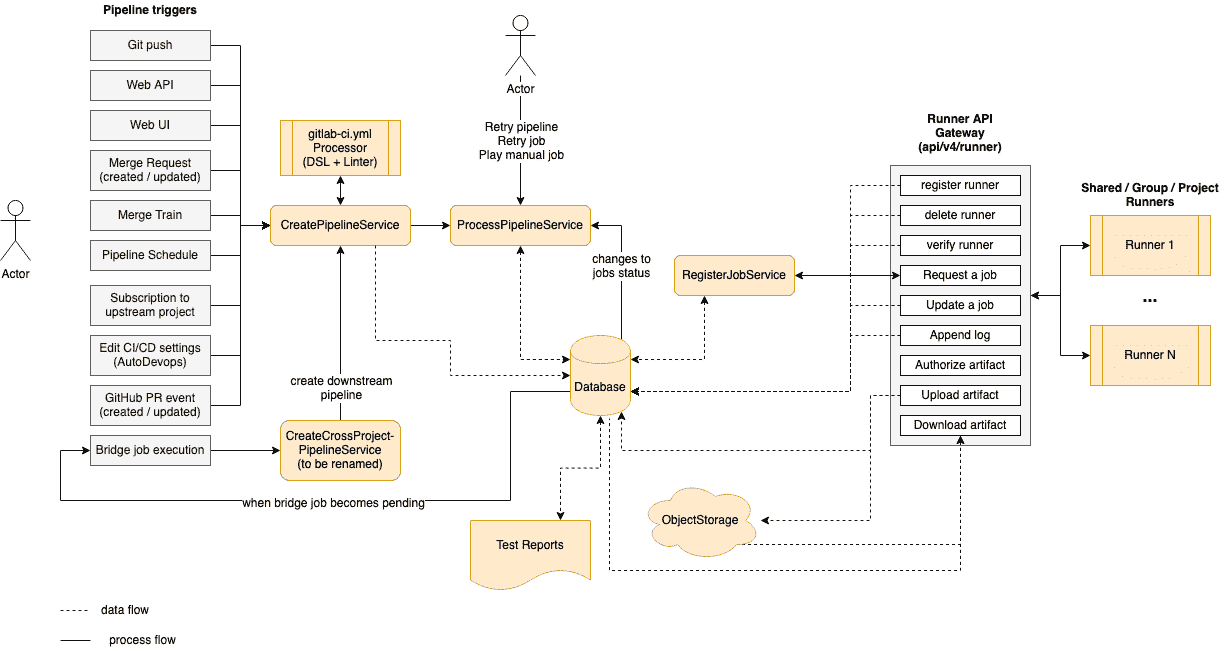 Pipeline triggers
Git push
Web API
Web UI
Merge Request
(created / updated)
Merge Train
Pipeline Schedule
Subscription to
upstream project
Edit CI/CD settings
(AutoDevops)
GitHub PR event
(created / updated)
Bridge job execution
Actor
gitlab-ci.yml
Processor
(DSL + Linter)
CreatePipelineService
create downstream
pipeline
CreateCrossProject-
PipelineService
(to be renamed)
when bridge job becomes pending
Actor
Retry pipeline
Retry job
Play manual job
ProcessPipelineService
changes to
jobs status
Database
Test Reports
RegisterJobService
ObjectStorage
Runner API
Gateway
(api/v4/runner)
register runner
delete runner
verify runner
Request a job
Update a job
Append log
Authorize artifact
Upload artifact
Download artifact
Shared / Group / Project
Runners
Runner 1
...
Runner N
data flow
process flow